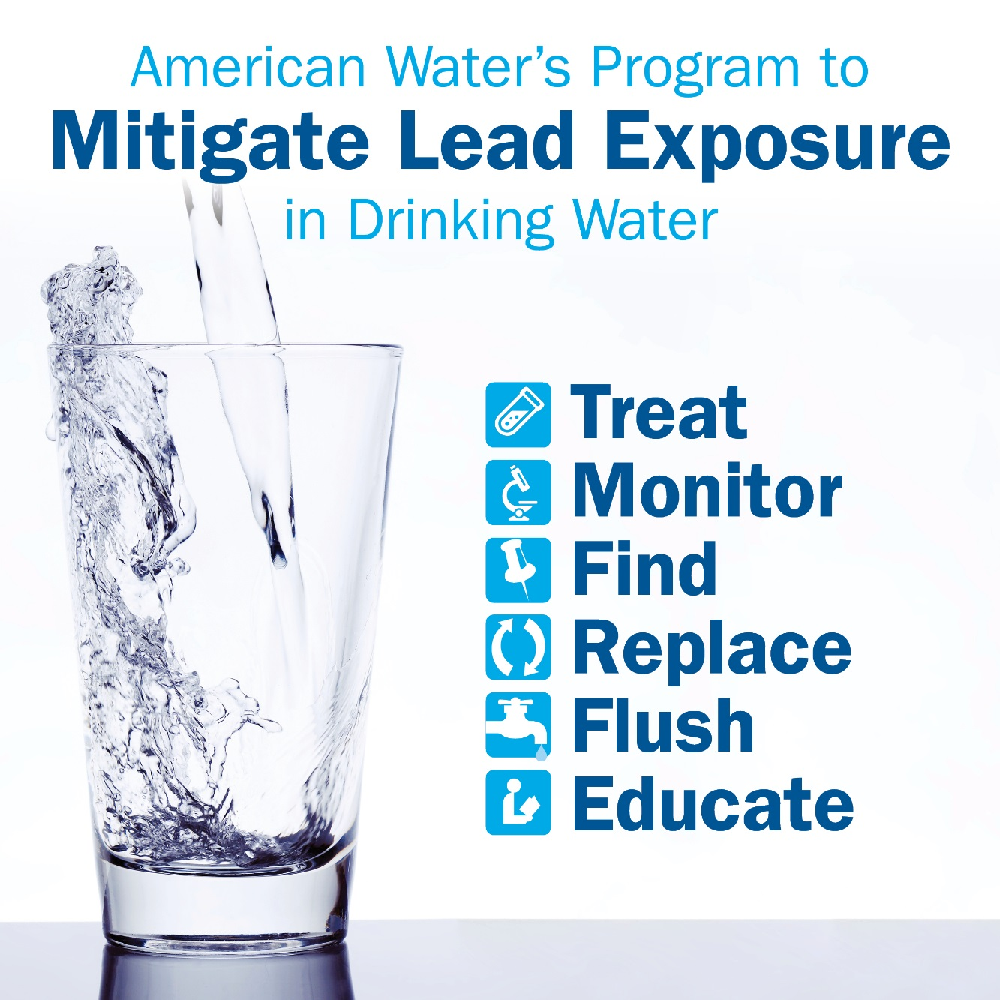 American Water’s Program to
Mitigate Lead Exposure
in Drinking Water
Treat
Monitor
Find
Replace
Flush
Educate